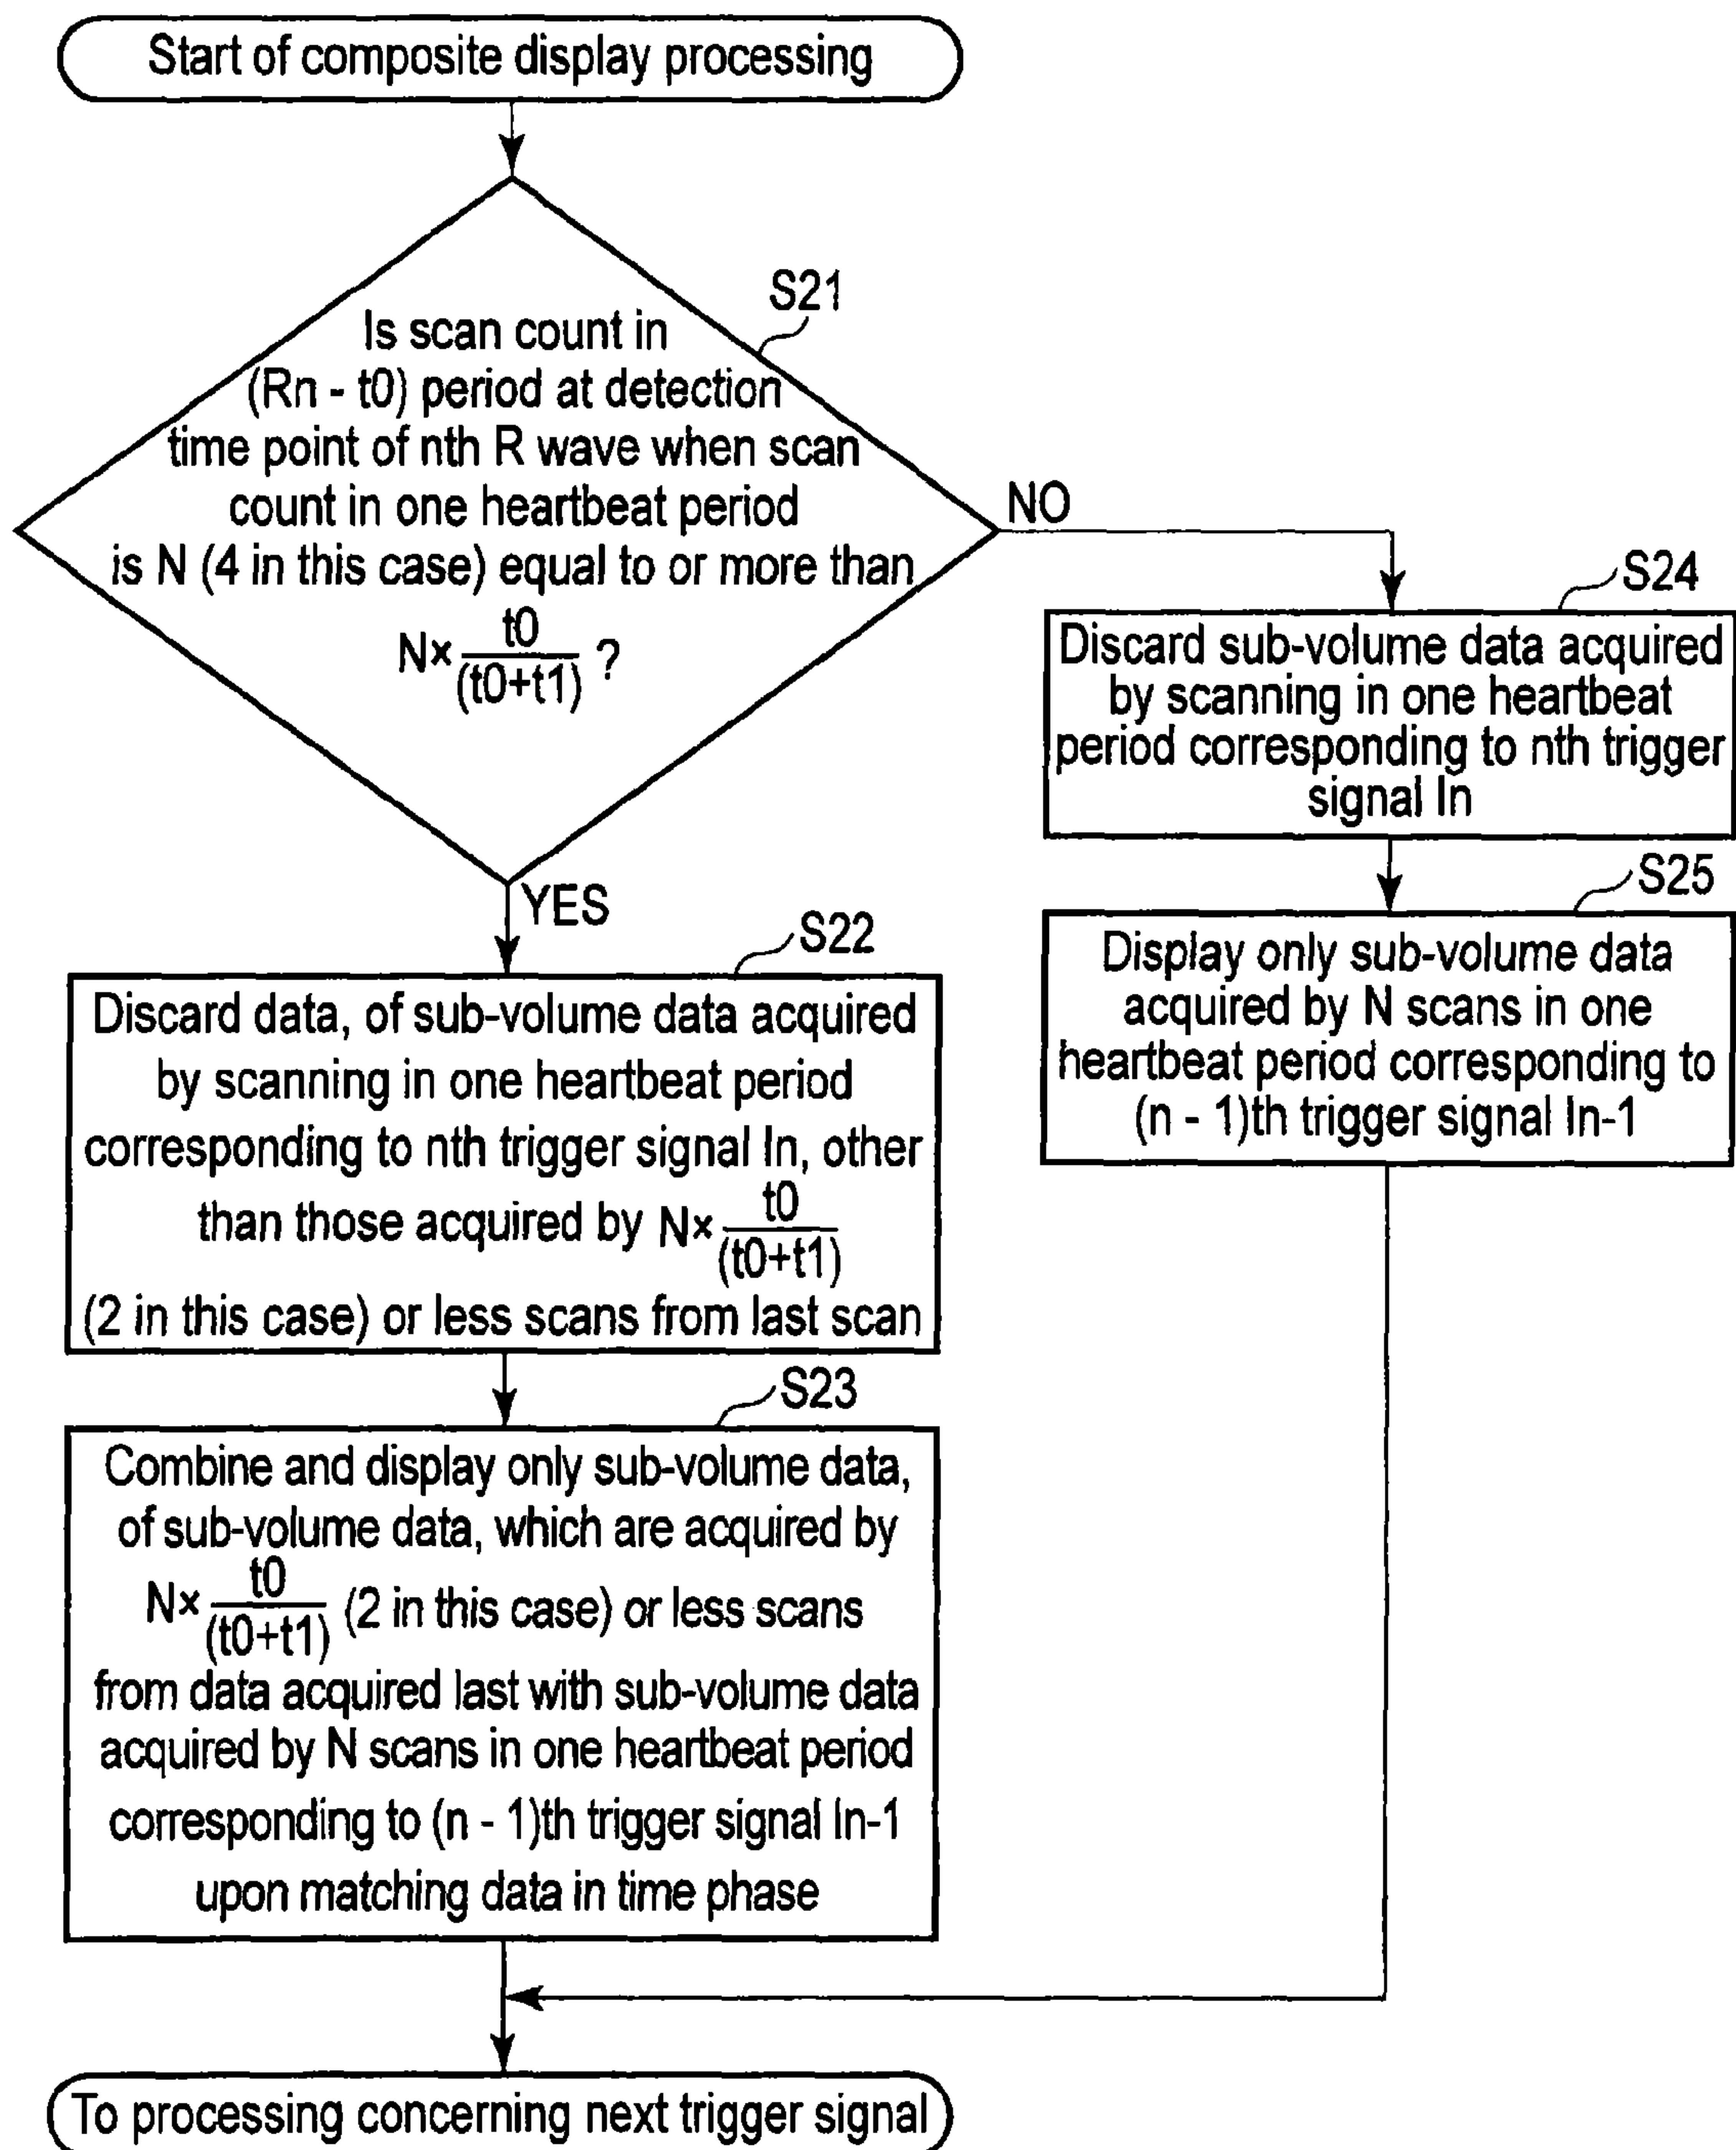 Start of composite display processing
S21
Is scan count in
(Rn - t0) period at detection
time point of nth R wave when scan
count in one heartbeat period
is N (4 in this case) equal to or more than
N× t0/(t0+t1) ?
NO
YES
S22
Discard data, of sub-volume data acquired
by scanning in one heartbeat period
corresponding to nth trigger signal In, other
than those acquired by N× t0/(t0+t1)
(2 in this case) or less scans from last scan
S23
Combine and display only sub-volume data,
of sub-volume data, which are acquired by
N× t0/(t0+t1) (2 in this case) or less scans
from data acquired last with sub-volume data
acquired by N scans in one heartbeat period
corresponding to (n - 1)th trigger signal In-1
upon matching data in time phase
S24
Discard sub-volume data acquired
by scanning in one heartbeat
period corresponding to nth trigger
signal In
S25
Display only sub-volume data
acquired by N scans in one
heartbeat period corresponding to
(n - 1)th trigger signal In-1
To processing concerning next trigger signal